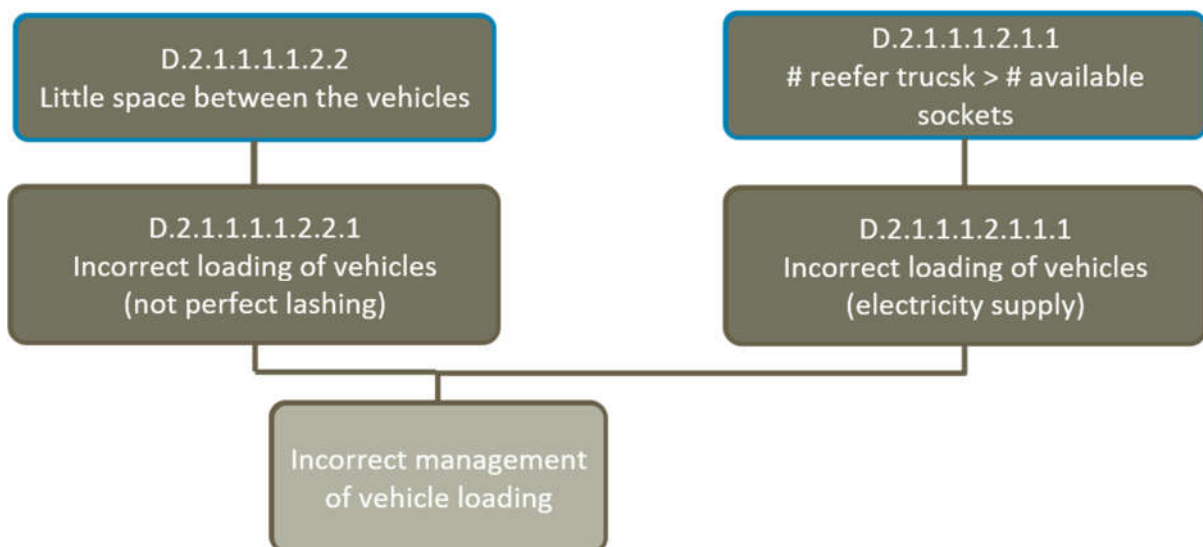 D.2.1.1.1.1.2.2
Little space between the vehicles
D.2.1.1.1.2.1.1
# reefer trucsk > # available
sockets
D.2.1.1.1.1.2.2.1
Incorrect loading of vehicles
(not perfect lashing)
D.2.1.1.1.2.1.1.1
Incorrect loading of vehicles
(electricity supply)
Incorrect management
of vehicle loading